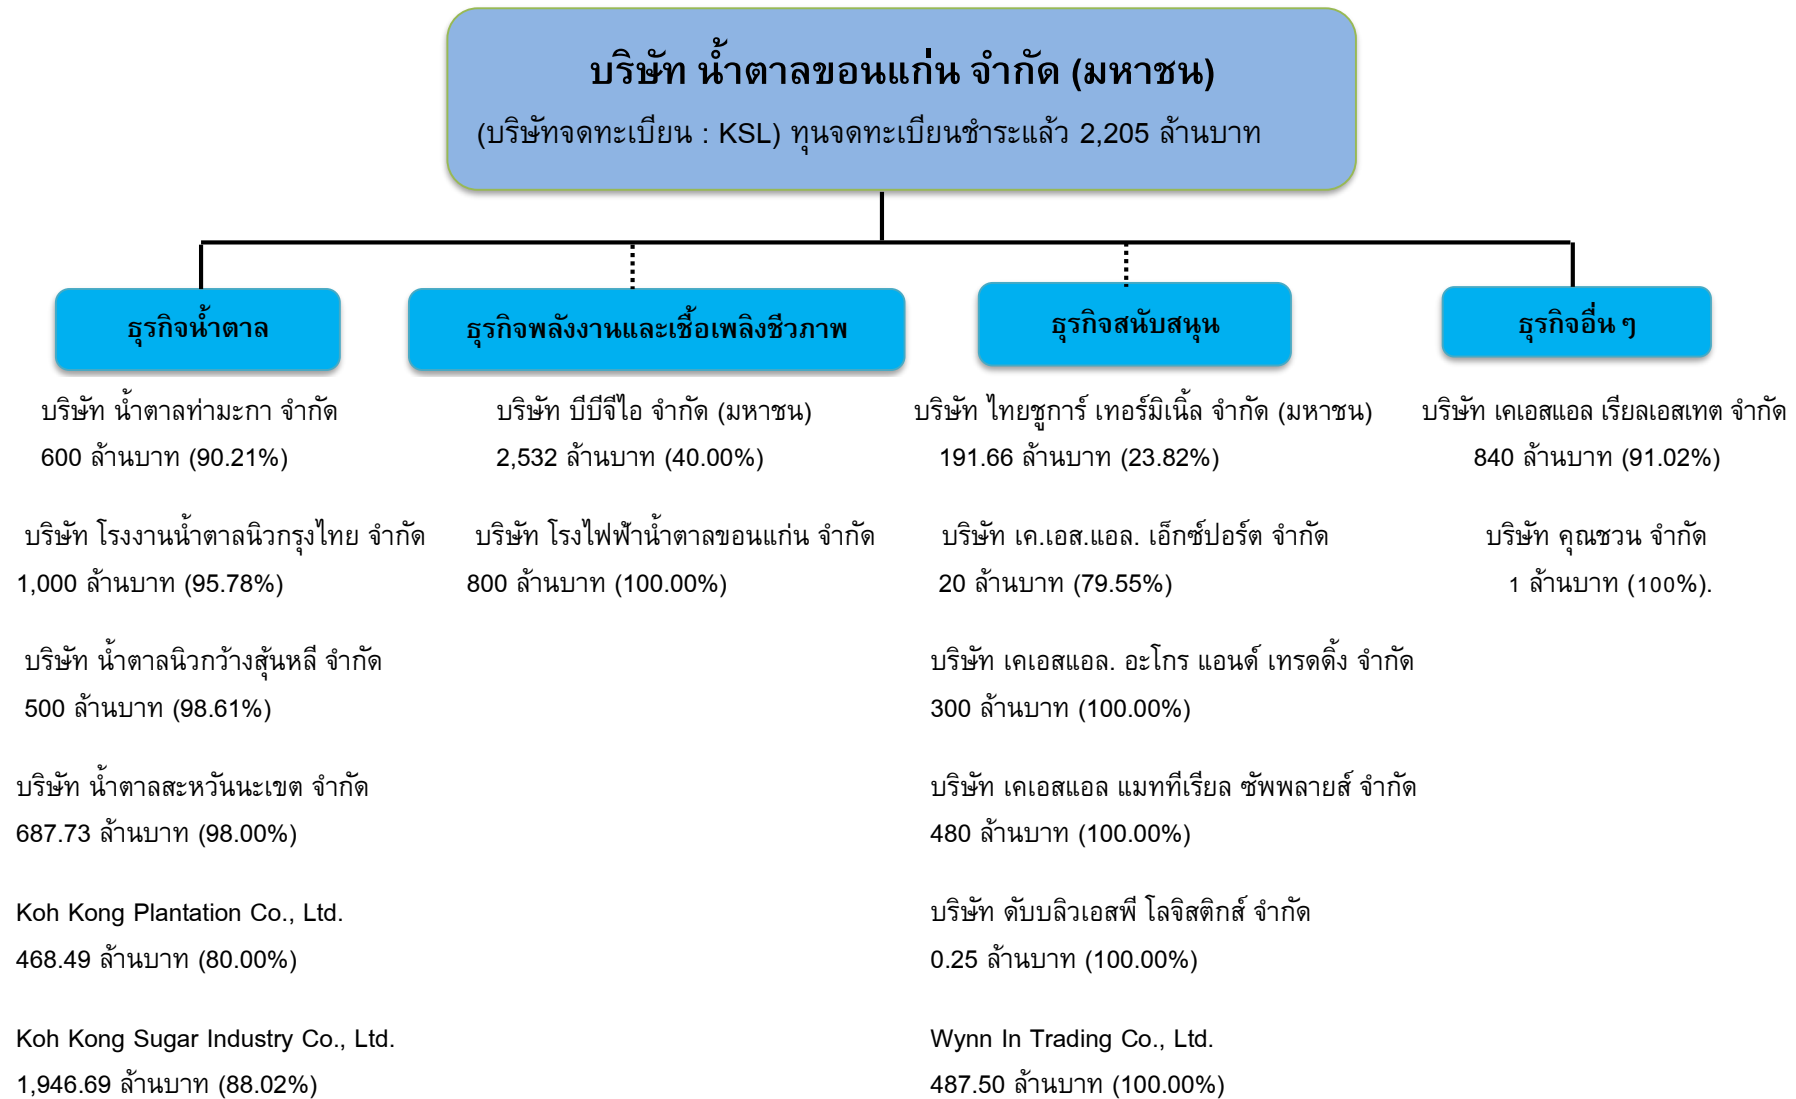 บริษัท น้ำตาลขอนแก่น จำกัด (มหาชน)
(บริษัทจดทะเบียน : KSL) ทุนจดทะเบียนชำระแล้ว 2,205 ล้านบาท
ธุรกิจน้ำตาล
บริษัท น้ำตาลท่ามะกา จำกัด
600 ล้านบาท (90.21%)
บริษัท โรงงานน้ำตาลนิวกรุงไทย จำกัด
1,000 ล้านบาท (95.78%)
บริษัท น้ำตาลนิวกว้างสุ้นหลี จำกัด
500 ล้านบาท (98.61%)
บริษัท น้ำตาลสะหวันนะเขต จำกัด
687.73 ล้านบาท (98.00%)
Koh Kong Plantation Co., Ltd.
468.49 ล้านบาท (80.00%)
Koh Kong Sugar Industry Co., Ltd.
1,946.69 ล้านบาท (88.02%)
ธุรกิจพลังงานและเชื้อเพลิงชีวภาพ
บริษัท บีบีจีไอ จำกัด (มหาชน)
2,532 ล้านบาท (40.00%)
บริษัท โรงไฟฟ้าน้ำตาลขอนแก่น จำกัด
800 ล้านบาท (100.00%)
ธุรกิจสนับสนุน
บริษัท ไทยชูการ์ เทอร์มิเนิ้ล จำกัด (มหาชน)
191.66 ล้านบาท (23.82%)
บริษัท เค.เอส.แอล. เอ็กซ์ปอร์ต จำกัด
20 ล้านบาท (79.55%)
บริษัท เคเอสแอล. อะโกร แอนด์ เทรดดิ้ง จำกัด
300 ล้านบาท (100.00%)
บริษัท เคเอสแอล แมททีเรียล ซัพพลายส์ จำกัด
480 ล้านบาท (100.00%)
บริษัท ดับบลิวเอสพี โลจิสติกส์ จำกัด
0.25 ล้านบาท (100.00%)
Wynn In Trading Co., Ltd.
487.50 ล้านบาท (100.00%)
ธุรกิจอื่น ๆ
บริษัท เคเอสแอล เรียลเอสเทต จำกัด
840 ล้านบาท (91.02%)
บริษัท คุณชวน จำกัด
1 ล้านบาท (100%).